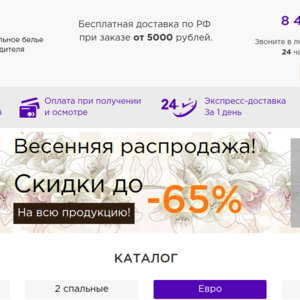 Бесплатная доставка по РФ
при заказе от 5000 рублей.
8 4
льное белье
дителя
Звоните в лю
24 ча
Оплата при получении
и осмотре
24
Экспресс-доставка
За 1 день
Весенняя распродажа!
Скидки до
-65%
На всю продукцию!
КАТАЛОГ
2 спальные
Евро